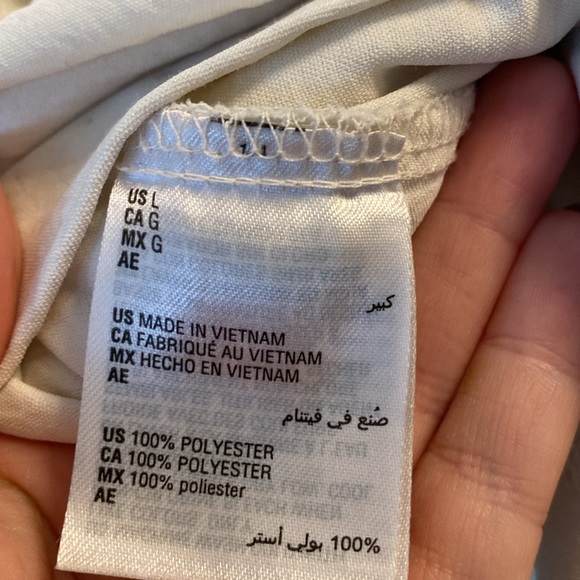 US L
CA G
MX G
AE
كبير
US MADE IN VIETNAM
CA FABRIQUÉ AU VIETNAM
MX HECHO EN VIETNAM
AE
صُنع في فيتنام
US 100% POLYESTER
CA 100% POLYESTER
MX 100% poliester
AE
100% بولي أستر